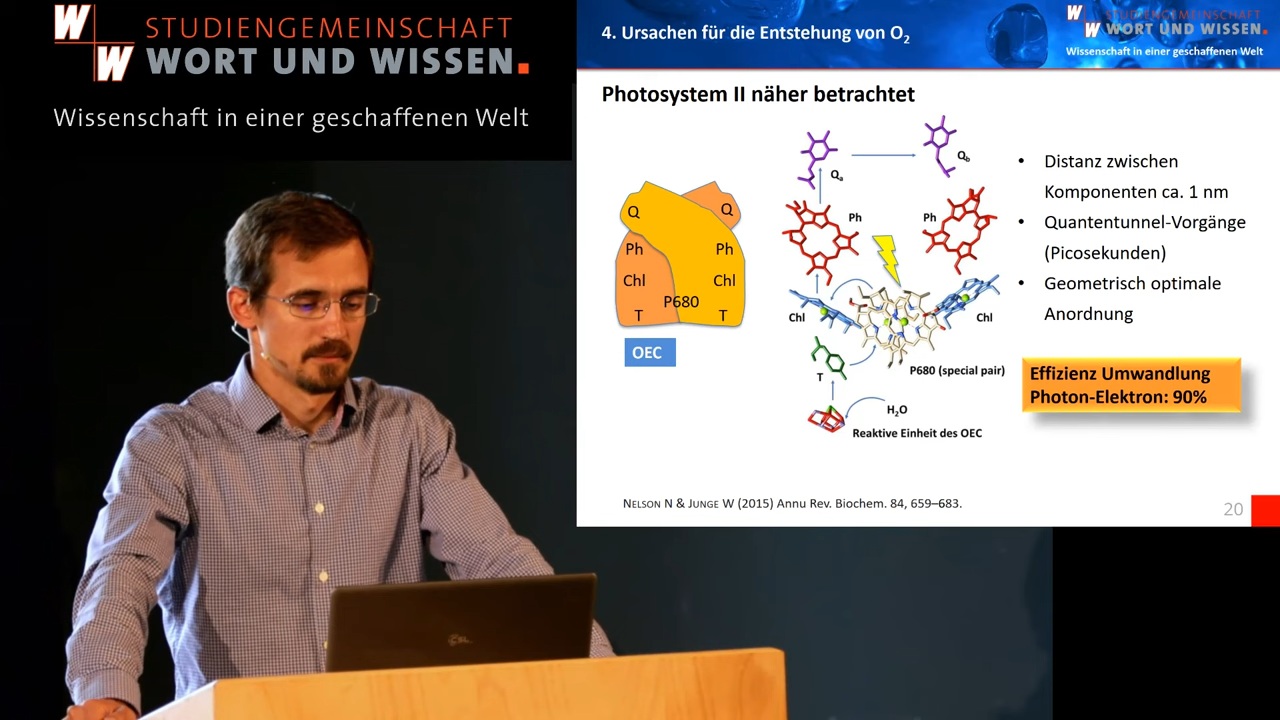 W W
STUDIENGEMEINSCHAFT
WORT UND WISSEN.
Wissenschaft in einer geschaffenen Welt
4. Ursachen für die Entstehung von O₂
W W
STUDIENGEMEINSCHAFT
WORT UND WISSEN.
Wissenschaft in einer geschaffenen Welt
Photosystem II näher betrachtet
Q Q
Ph Ph
Chl Chl
P680
T T
OEC
Qₐ
Qᵦ
Ph
Ph
Chl
Chl
T
P680 (special pair)
H₂O
Reaktive Einheit des OEC
• Distanz zwischen
Komponenten ca. 1 nm
• Quantentunnel-Vorgänge
(Picosekunden)
• Geometrisch optimale
Anordnung
Effizienz Umwandlung
Photon-Elektron: 90%
NELSON N & JUNGE W (2015) Annu Rev. Biochem. 84, 659–683.
20